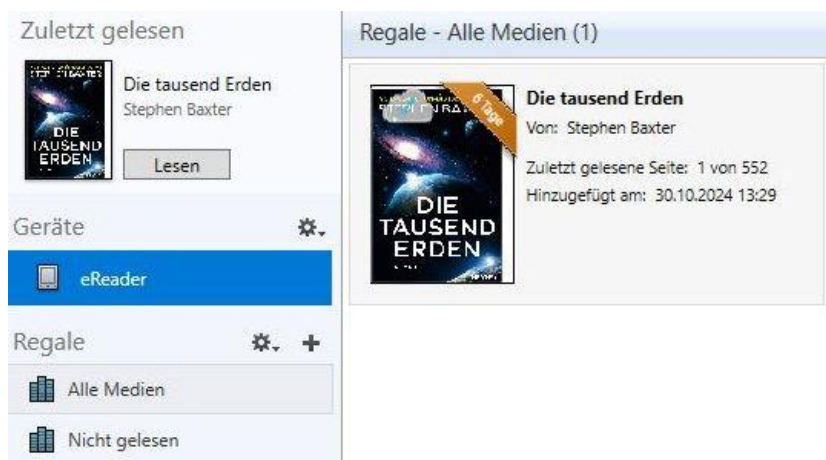 Zuletzt gelesen
DIE
TAUSEND
ERDEN
Die tausend Erden
Stephen Baxter
Lesen
Geräte
eReader
Regale
Alle Medien
Nicht gelesen
Regale - Alle Medien (1)
6 Tage
DIE
TAUSEND
ERDEN
Die tausend Erden
Von: Stephen Baxter
Zuletzt gelesene Seite: 1 von 552
Hinzugefügt am: 30.10.2024 13:29